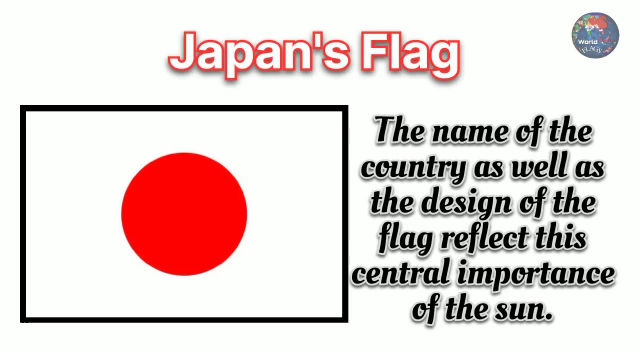 Japan's Flag
World
FLAGS
The name of the
country as well as
the design of the
flag reflect this
central importance
of the sun.